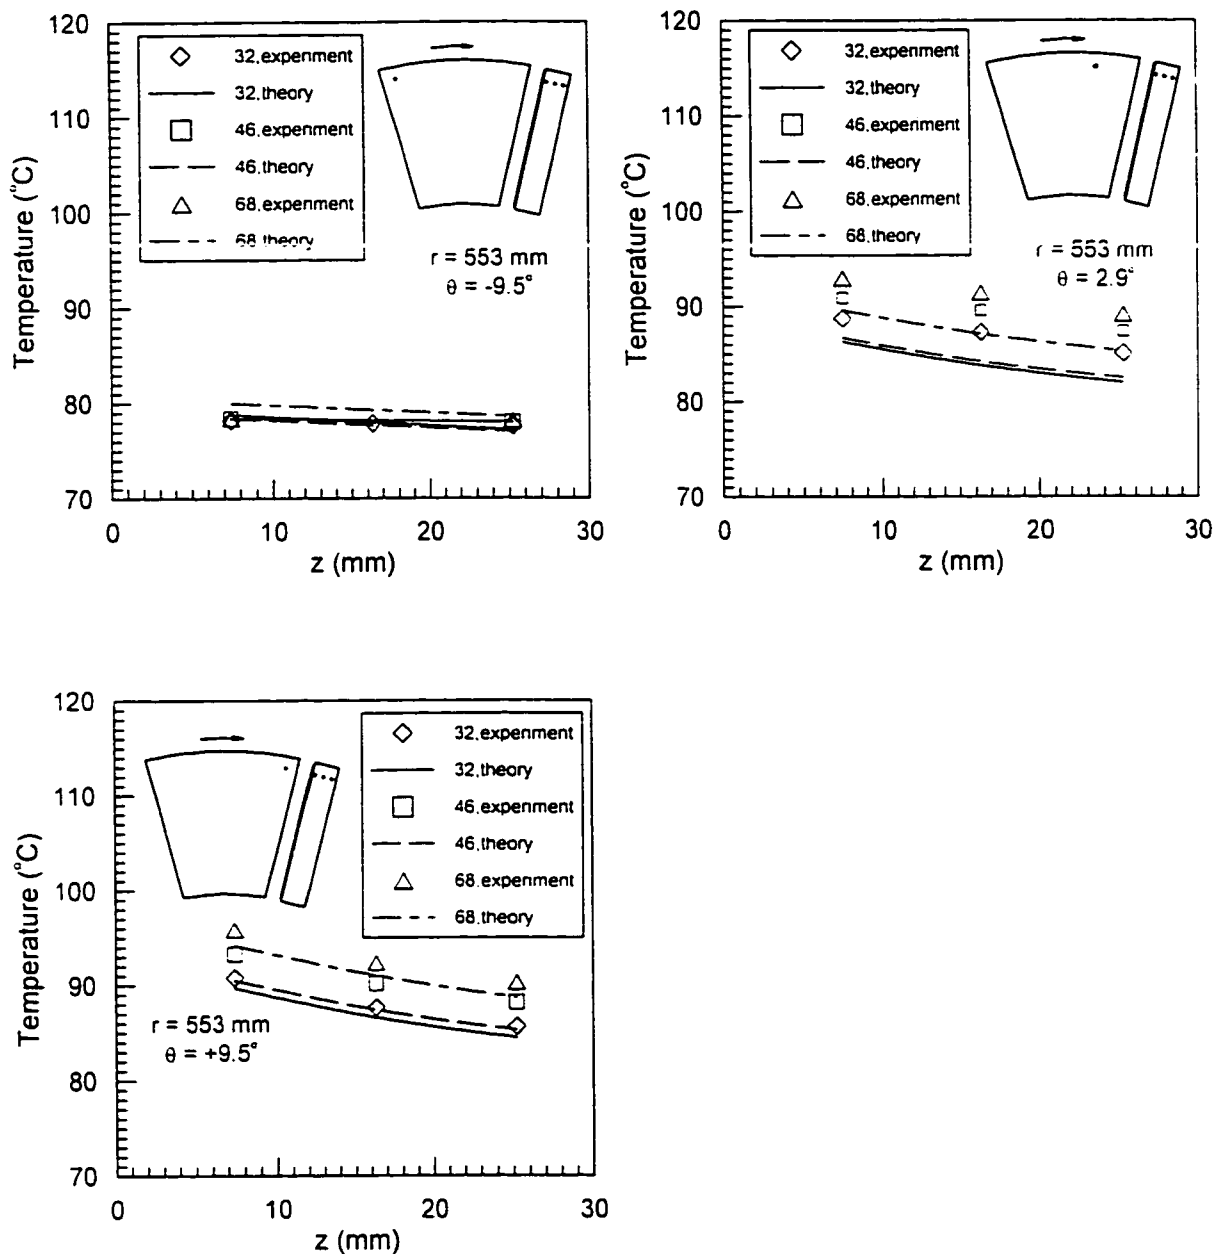 120
110
100
90
80
70
Temperature (°C)
32,experiment
32,theory
46,experiment
46,theory
68,experiment
68,theory
r = 553 mm
θ = -9.5°
0
10
20
30
z (mm)
120
110
100
90
80
70
Temperature (°C)
32,experiment
32,theory
46,experiment
46,theory
68,experiment
68,theory
r = 553 mm
θ = 2.9°
0
10
20
30
z (mm)
120
110
100
90
80
70
Temperature (°C)
32,experiment
32,theory
46,experiment
46,theory
68,experiment
68,theory
r = 553 mm
θ = +9.5°
0
10
20
30
z (mm)